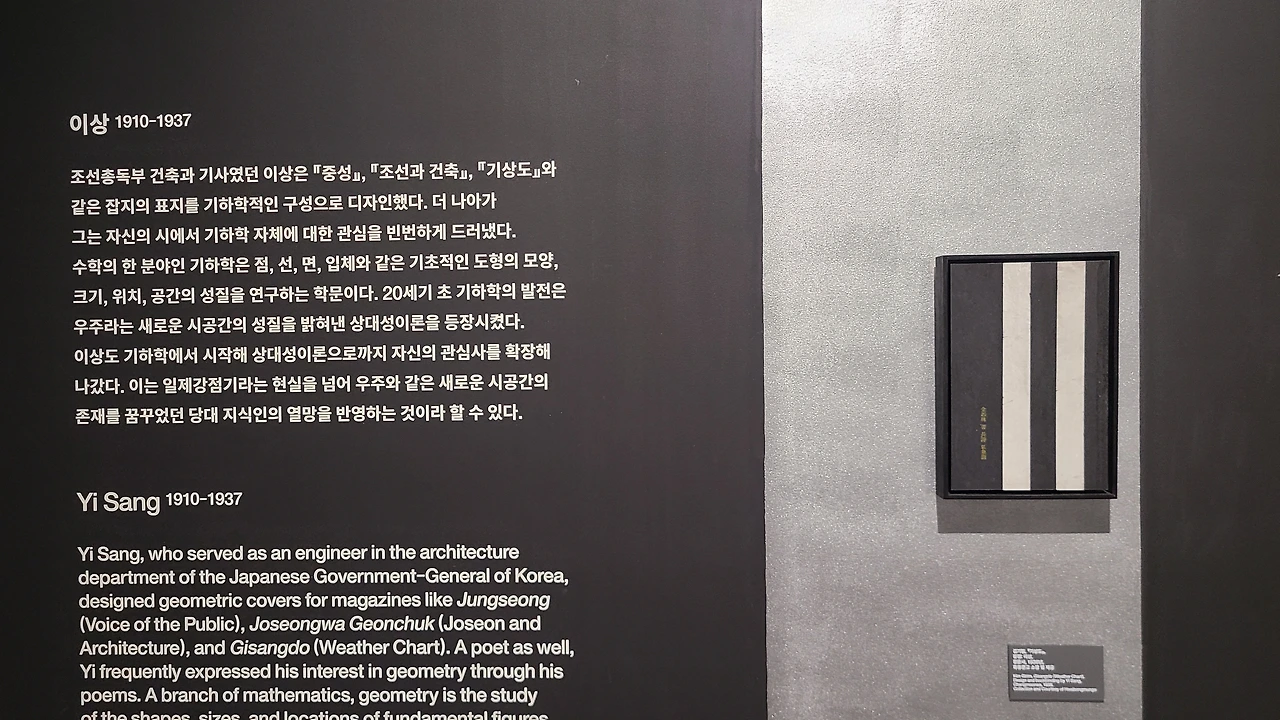 이상 1910–1937
조선총독부 건축과 기사였던 이상은 『중성』, 『조선과 건축』, 『기상도』와
같은 잡지의 표지를 기하학적인 구성으로 디자인했다. 더 나아가
그는 자신의 시에서 기하학 자체에 대한 관심을 빈번하게 드러냈다.
수학의 한 분야인 기하학은 점, 선, 면, 입체와 같은 기초적인 도형의 모양,
크기, 위치, 공간의 성질을 연구하는 학문이다. 20세기 초 기하학의 발전은
우주라는 새로운 시공간의 성질을 밝혀낸 상대성이론을 등장시켰다.
이상도 기하학에서 시작해 상대성이론으로까지 자신의 관심사를 확장해
나갔다. 이는 일제강점기라는 현실을 넘어 우주와 같은 새로운 시공간의
존재를 꿈꾸었던 당대 지식인의 열망을 반영하는 것이라 할 수 있다.
Yi Sang 1910–1937
Yi Sang, who served as an engineer in the architecture
department of the Japanese Government-General of Korea,
designed geometric covers for magazines like Jungseong
(Voice of the Public), Joseongwa Geonchuk (Joseon and
Architecture), and Gisangdo (Weather Chart). A poet as well,
Yi frequently expressed his interest in geometry through his
poems. A branch of mathematics, geometry is the study
of the shapes, sizes, and locations of fundamental figures